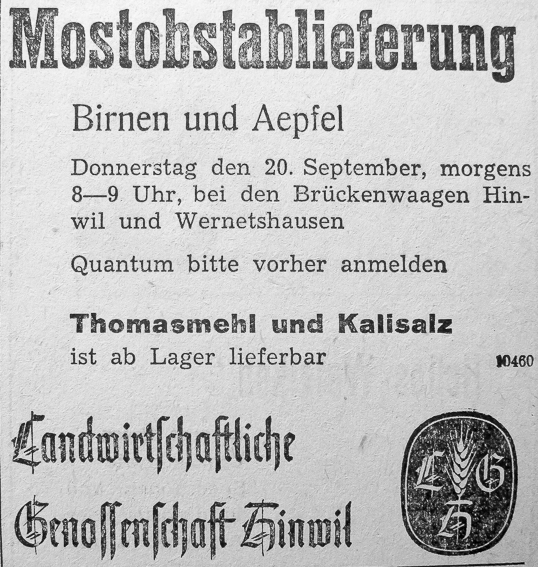 Mostobstablieferung
Birnen und Aepfel
Donnerstag den 20. September, morgens
8—9 Uhr, bei den Brückenwaagen Hin-
wil und Wernetshausen
Quantum bitte vorher anmelden
Thomasmehl und Kalisalz
ist ab Lager lieferbar 10460
Landwirtschaftliche
Genossenschaft Hinwil
L G
H